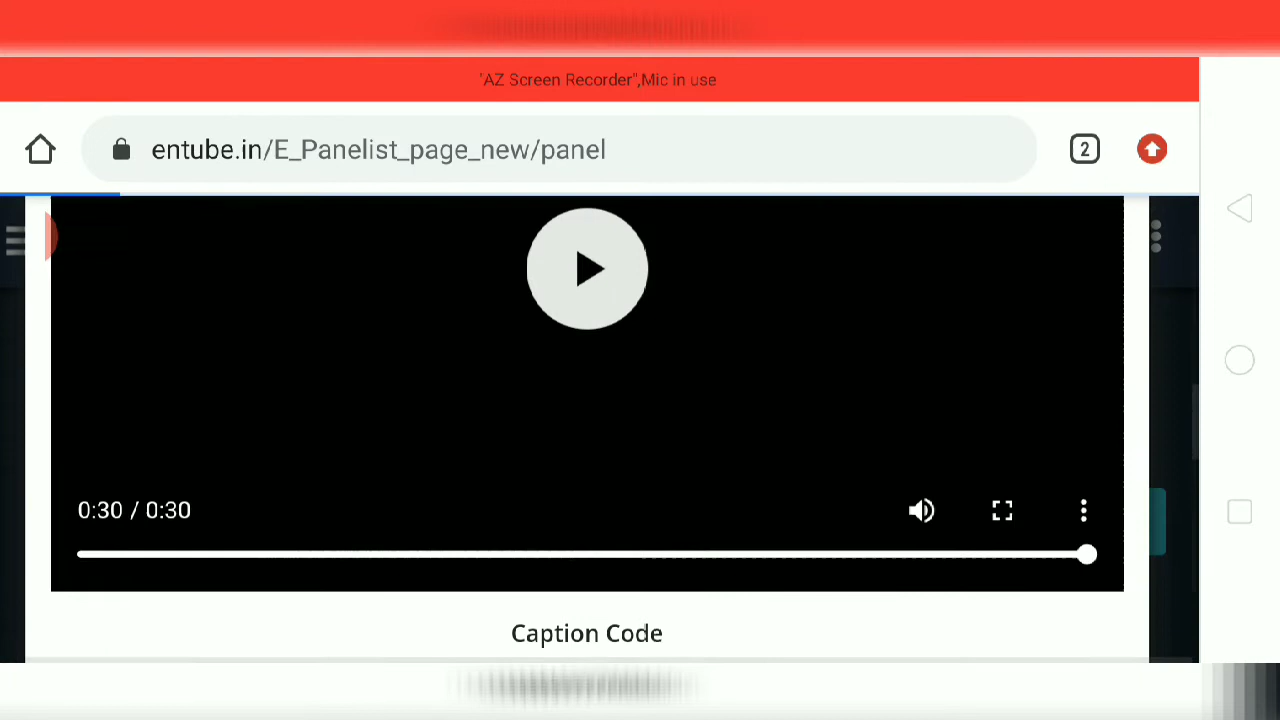 "AZ Screen Recorder",Mic in use
entube.in/E_Panelist_page_new/panel
2
0:30 / 0:30
Caption Code